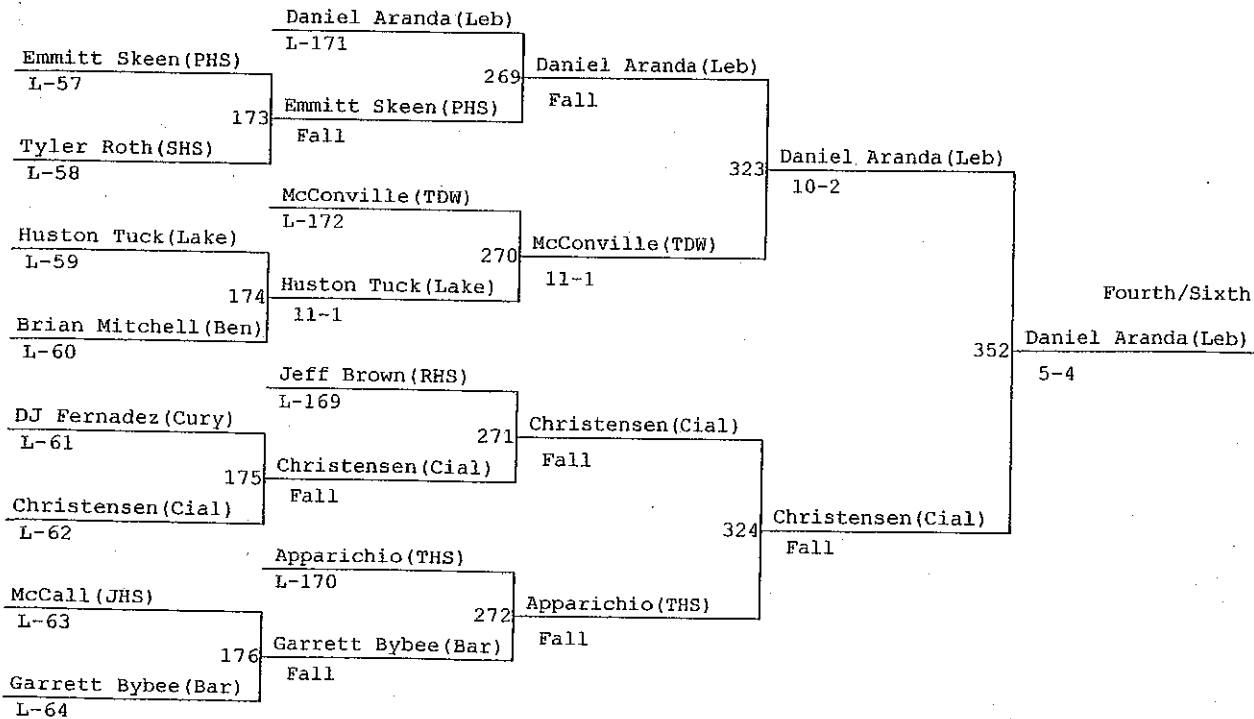 Daniel Aranda(Leb)
L-171
Emmitt Skeen(PHS)
L-57
269
Daniel Aranda(Leb)
Fall
173
Emmitt Skeen(PHS)
Fall
Tyler Roth(SHS)
L-58
323
Daniel Aranda(Leb)
10-2
McConville(TDW)
L-172
Huston Tuck(Lake)
L-59
270
McConville(TDW)
11-1
174
Huston Tuck(Lake)
11-1
Brian Mitchell(Ben)
L-60
Fourth/Sixth
352
Daniel Aranda(Leb)
5-4
Jeff Brown(RHS)
L-169
DJ Fernadez(Cury)
L-61
271
Christensen(Cial)
Fall
175
Christensen(Cial)
Fall
Christensen(Cial)
L-62
324
Christensen(Cial)
Fall
Apparichio(THS)
L-170
McCall(JHS)
L-63
272
Apparichio(THS)
Fall
176
Garrett Bybee(Bar)
Fall
Garrett Bybee(Bar)
L-64